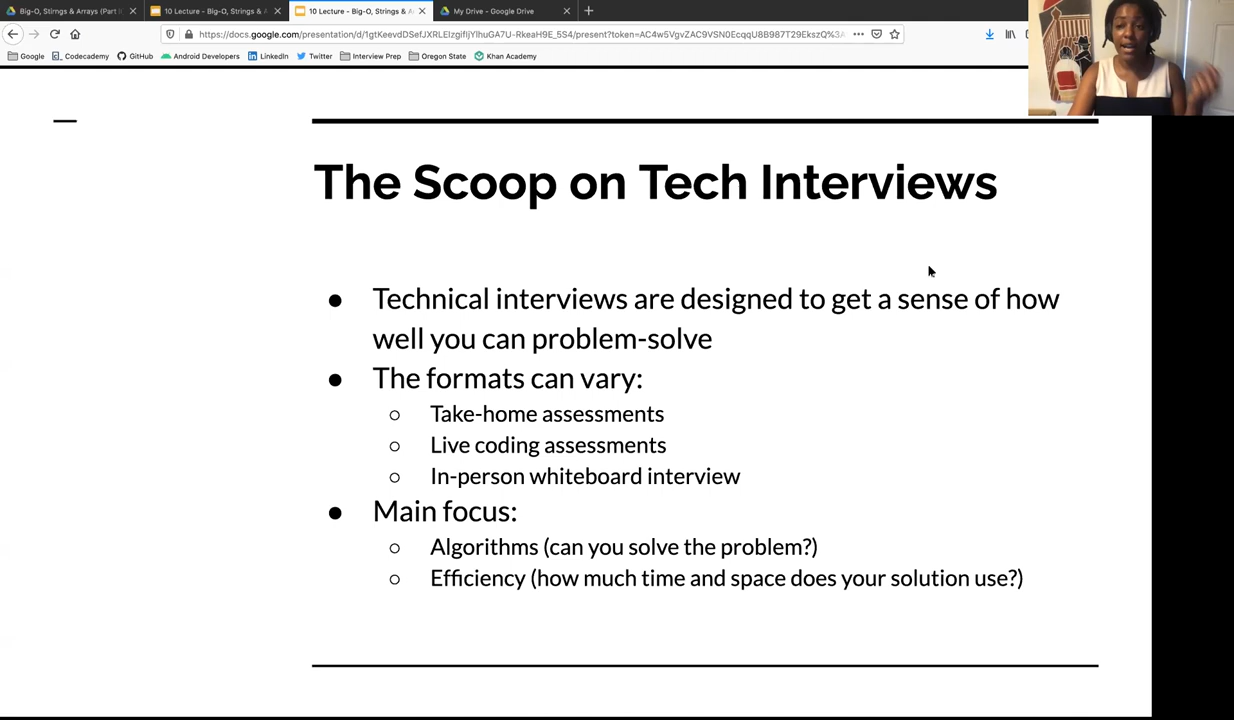 Big-O, Stirngs & Arrays (Part I
10 Lecture - Big-O, Strings & A
10 Lecture - Big-O, Strings & A
My Drive - Google Drive
Google
Codecademy
GitHub
Android Developers
LinkedIn
Twitter
Interview Prep
Oregon State
Khan Academy
The Scoop on Tech Interviews
● Technical interviews are designed to get a sense of how
well you can problem-solve
● The formats can vary:
○ Take-home assessments
○ Live coding assessments
○ In-person whiteboard interview
● Main focus:
○ Algorithms (can you solve the problem?)
○ Efficiency (how much time and space does your solution use?)